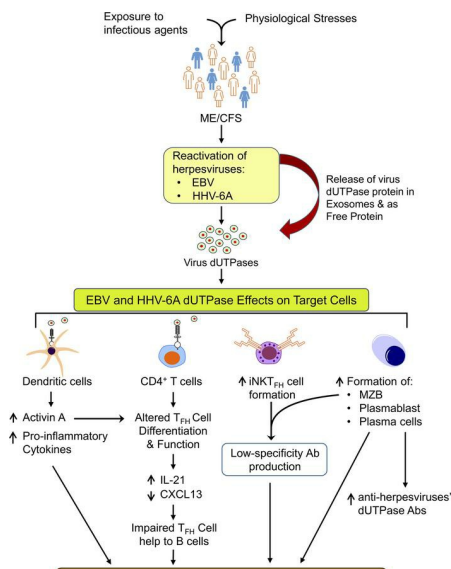 Exposure to
infectious agents
Physiological Stresses
ME/CFS
Reactivation of
herpesviruses:
• EBV
• HHV-6A
Release of virus
dUTPase protein in
Exosomes & as
Free Protein
Virus dUTPases
EBV and HHV-6A dUTPase Effects on Target Cells
Dendritic cells
↑ Activin A
↑ Pro-inflammatory
Cytokines
CD4⁺ T cells
Altered T_FH Cell
Differentiation
& Function
↑ IL-21
↓ CXCL13
Impaired T_FH Cell
help to B cells
↑ iNKT_FH cell
formation
Low-specificity Ab
production
↑ Formation of:
• MZB
• Plasmablast
• Plasma cells
↑ anti-herpesviruses'
dUTPase Abs